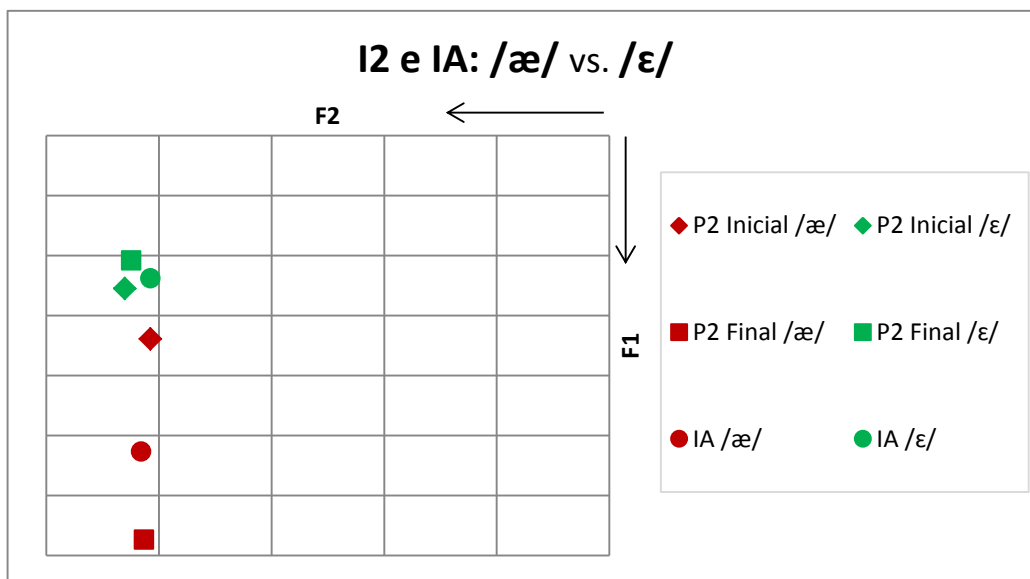 I2 e IA: /æ/ vs. /ε/
F2
F1
P2 Inicial /æ/ P2 Inicial /ε/
P2 Final /æ/ P2 Final /ε/
IA /æ/ IA /ε/